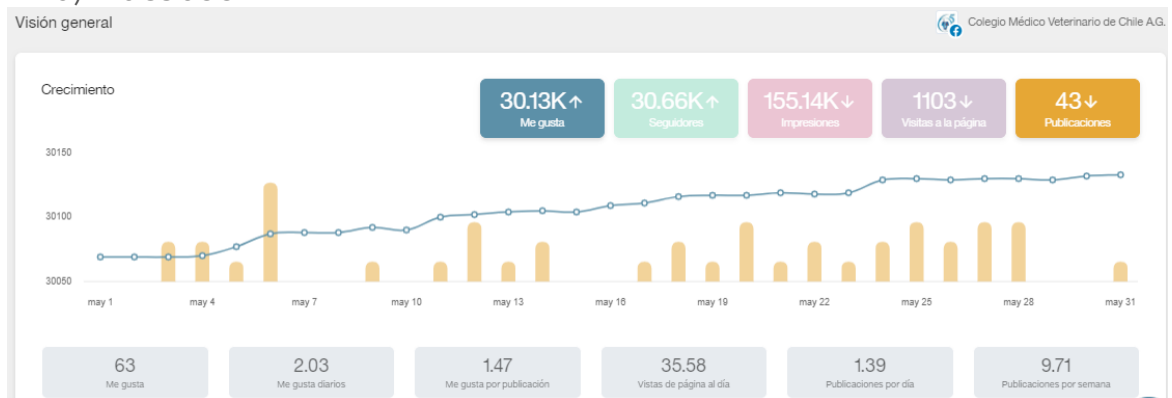 Visión general
Colegio Médico Veterinario de Chile A.G.
Crecimiento
30.13K↑
Me gusta
30.66K↑
Seguidores
155.14K↓
Impresiones
1103↓
Visitas a la página
43↓
Publicaciones
30150
30100
30050
may 1 may 4 may 7 may 10 may 13 may 16 may 19 may 22 may 25 may 28 may 31
63
Me gusta
2.03
Me gusta diarios
1.47
Me gusta por publicación
35.58
Vistas de página al día
1.39
Publicaciones por día
9.71
Publicaciones por semana